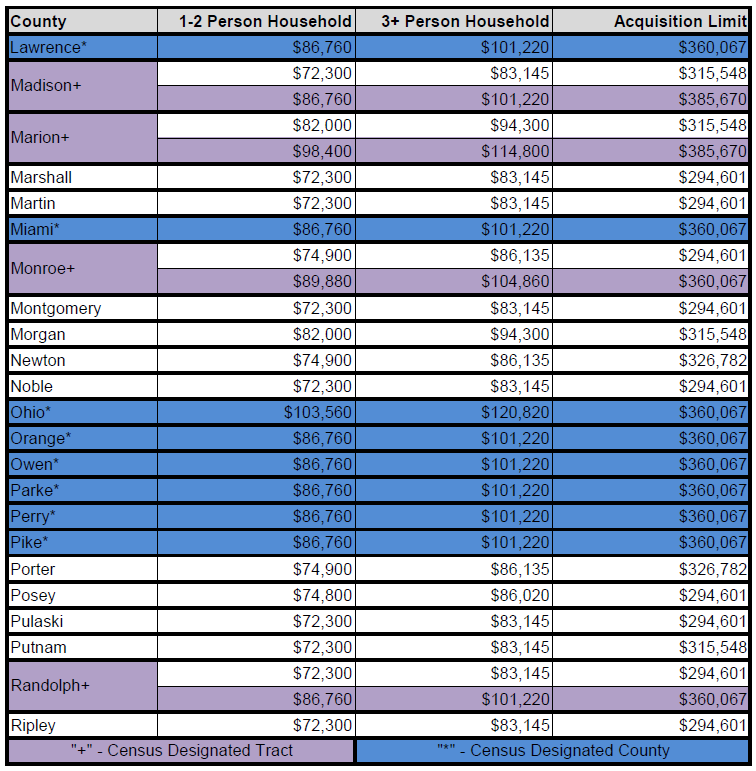 County 1-2 Person Household 3+ Person Household Acquisition Limit
Lawrence* $86,760 $101,220 $360,067
Madison+ $72,300 $83,145 $315,548
$86,760 $101,220 $385,670
Marion+ $82,000 $94,300 $315,548
$98,400 $114,800 $385,670
Marshall $72,300 $83,145 $294,601
Martin $72,300 $83,145 $294,601
Miami* $86,760 $101,220 $360,067
Monroe+ $74,900 $86,135 $294,601
$89,880 $104,860 $360,067
Montgomery $72,300 $83,145 $294,601
Morgan $82,000 $94,300 $315,548
Newton $74,900 $86,135 $326,782
Noble $72,300 $83,145 $294,601
Ohio* $103,560 $120,820 $360,067
Orange* $86,760 $101,220 $360,067
Owen* $86,760 $101,220 $360,067
Parke* $86,760 $101,220 $360,067
Perry* $86,760 $101,220 $360,067
Pike* $86,760 $101,220 $360,067
Porter $74,900 $86,135 $326,782
Posey $74,800 $86,020 $294,601
Pulaski $72,300 $83,145 $294,601
Putnam $72,300 $83,145 $315,548
Randolph+ $72,300 $83,145 $294,601
$86,760 $101,220 $360,067
Ripley $72,300 $83,145 $294,601
"+" - Census Designated Tract "*" - Census Designated County